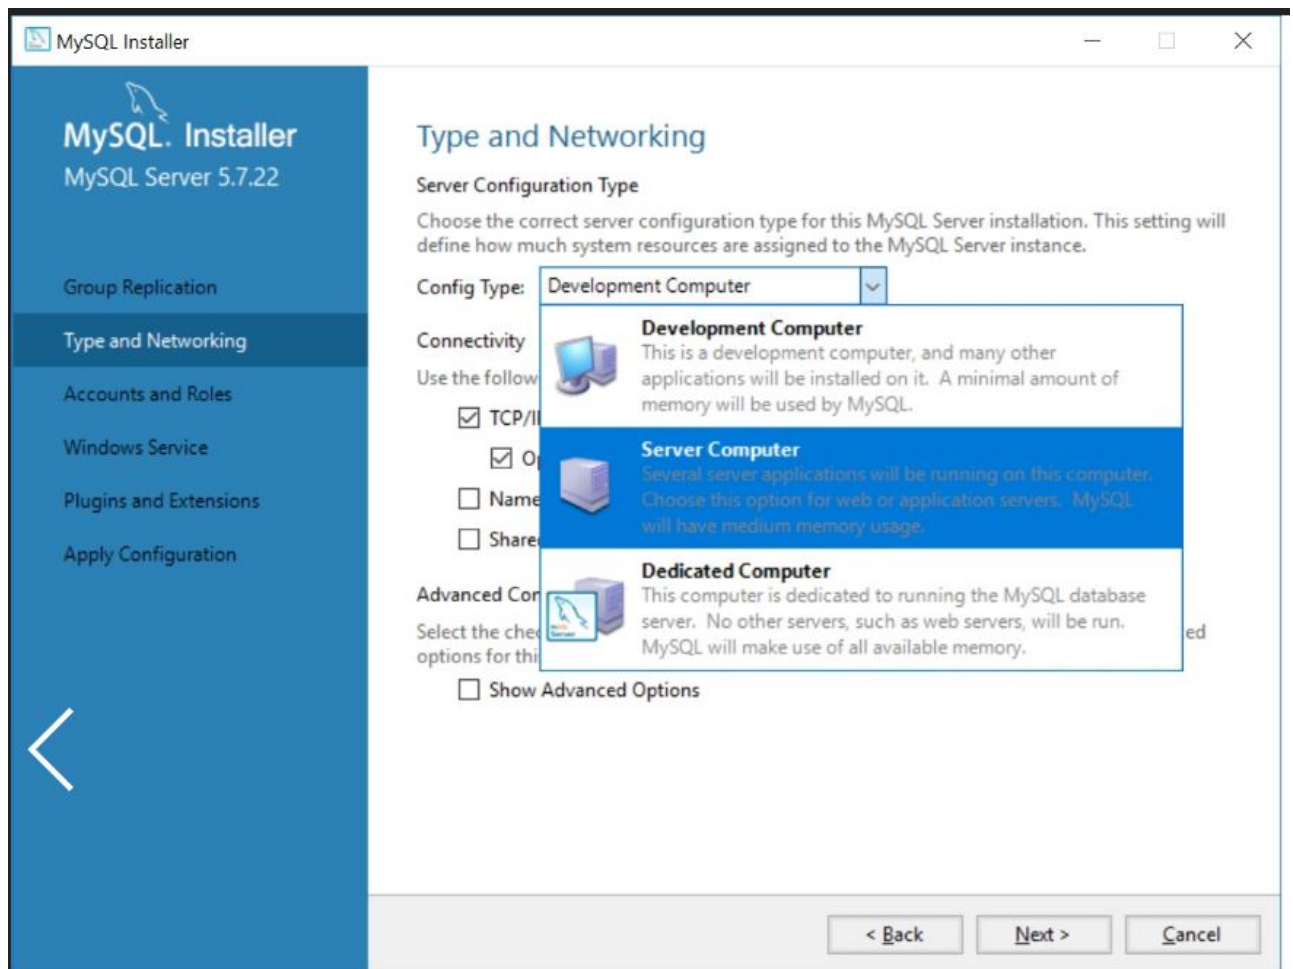 MySQL Installer
MySQL. Installer
MySQL Server 5.7.22
Group Replication
Type and Networking
Accounts and Roles
Windows Service
Plugins and Extensions
Apply Configuration
Type and Networking
Server Configuration Type
Choose the correct server configuration type for this MySQL Server installation. This setting will
define how much system resources are assigned to the MySQL Server instance.
Config Type: Development Computer
Development Computer
This is a development computer, and many other
applications will be installed on it. A minimal amount of
memory will be used by MySQL.
Server Computer
Several server applications will be running on this computer.
Choose this option for web or application servers. MySQL
will have medium memory usage.
Dedicated Computer
This computer is dedicated to running the MySQL database
server. No other servers, such as web servers, will be run.
MySQL will make use of all available memory.
Connectivity
Use the follow
TCP/I
O
Name
Share
Advanced Con
Select the che
ed
options for thi
Show Advanced Options
< Back
Next >
Cancel